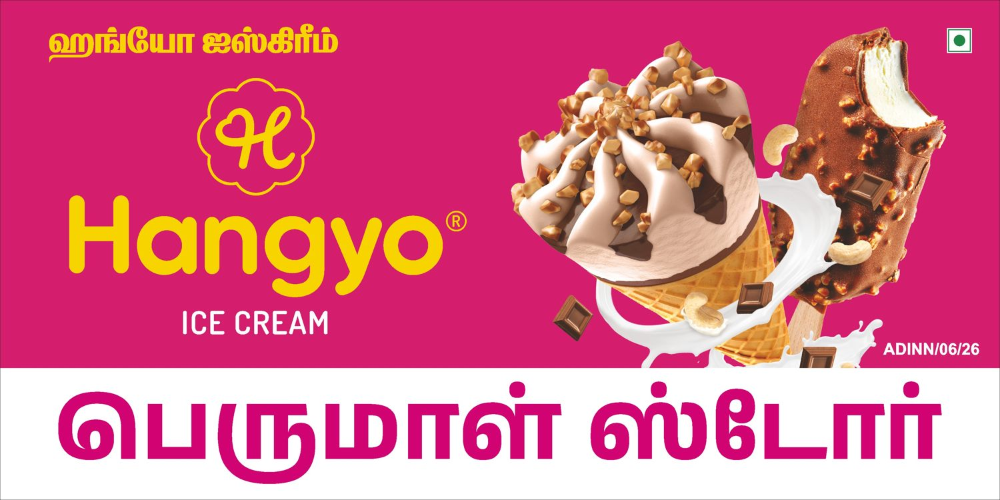 ஹங்யோ ஐஸ்கிரீம்
H
Hangyo®
ICE CREAM
ADINN/06/26
பெருமாள் ஸ்டோர்